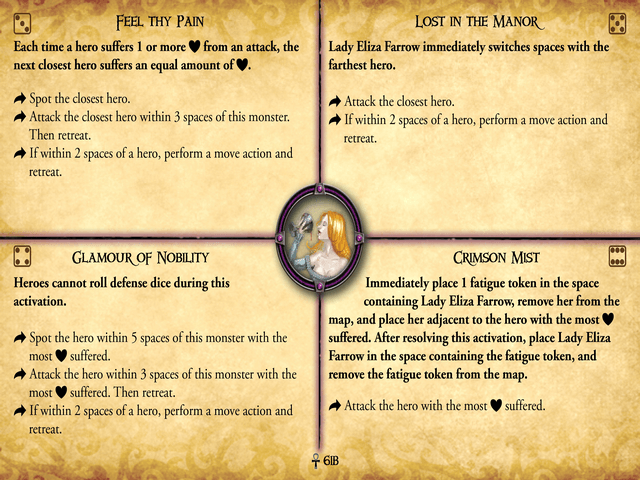 Feel thy Pain
Each time a hero suffers 1 or more from an attack, the
next closest hero suffers an equal amount of .
Spot the closest hero.
Attack the closest hero within 3 spaces of this monster.
Then retreat.
If within 2 spaces of a hero, perform a move action and
retreat.
Lost in the Manor
Lady Eliza Farrow immediately switches spaces with the
farthest hero.
Attack the closest hero.
If within 2 spaces of a hero, perform a move action and
retreat.
Glamour of Nobility
Heroes cannot roll defense dice during this
activation.
Spot the hero within 5 spaces of this monster with the
most suffered.
Attack the hero within 3 spaces of this monster with the
most suffered. Then retreat.
If within 2 spaces of a hero, perform a move action and
retreat.
Crimson Mist
Immediately place 1 fatigue token in the space
containing Lady Eliza Farrow, remove her from the
map, and place her adjacent to the hero with the most
suffered. After resolving this activation, place Lady Eliza
Farrow in the space containing the fatigue token, and
remove the fatigue token from the map.
Attack the hero with the most suffered.
61B